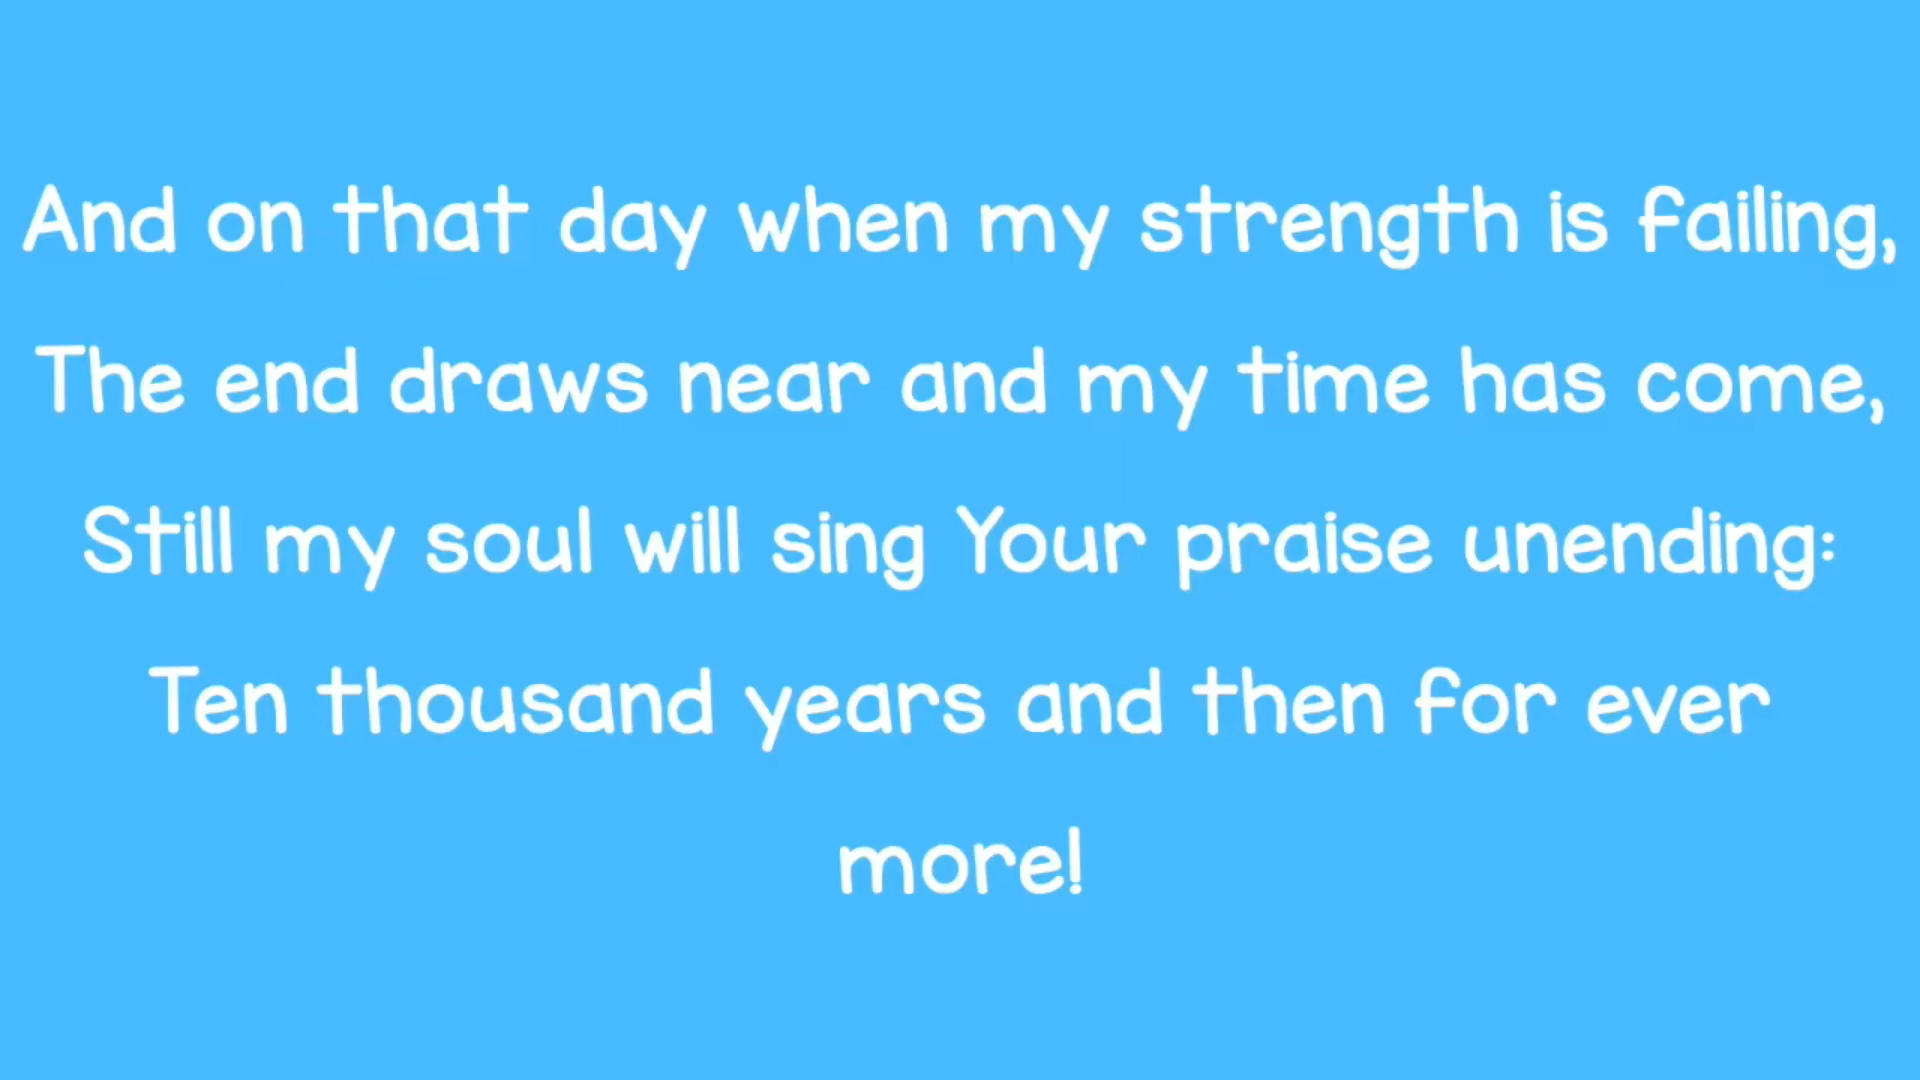 And on that day when my strength is failing,
The end draws near and my time has come,
Still my soul will sing Your praise unending:
Ten thousand years and then for ever
more!